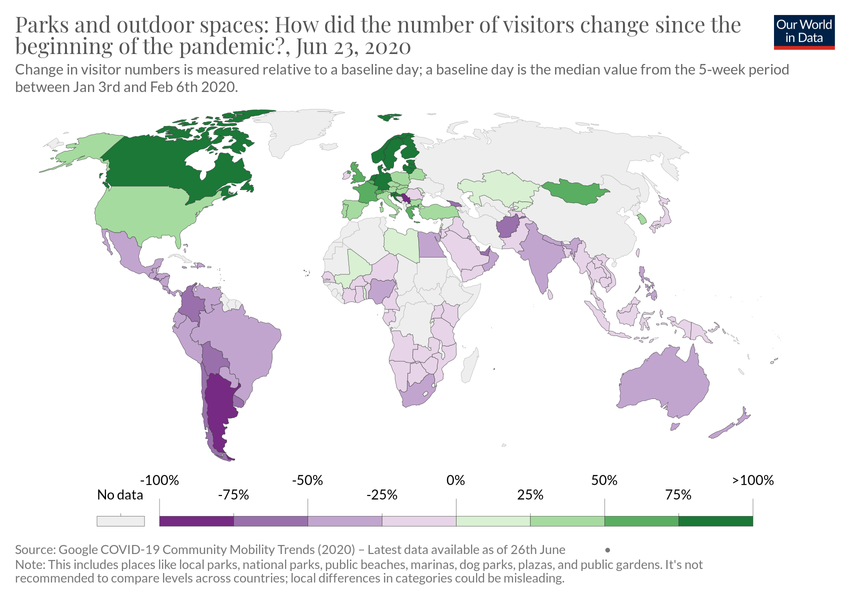 Parks and outdoor spaces: How did the number of visitors change since the
beginning of the pandemic?, Jun 23, 2020
Our World
in Data
Change in visitor numbers is measured relative to a baseline day; a baseline day is the median value from the 5-week period
between Jan 3rd and Feb 6th 2020.
-100% -50% 0% 50% >100%
No data -75% -25% 25% 75%
Source: Google COVID-19 Community Mobility Trends (2020) – Latest data available as of 26th June •
Note: This includes places like local parks, national parks, public beaches, marinas, dog parks, plazas, and public gardens. It's not
recommended to compare levels across countries; local differences in categories could be misleading.